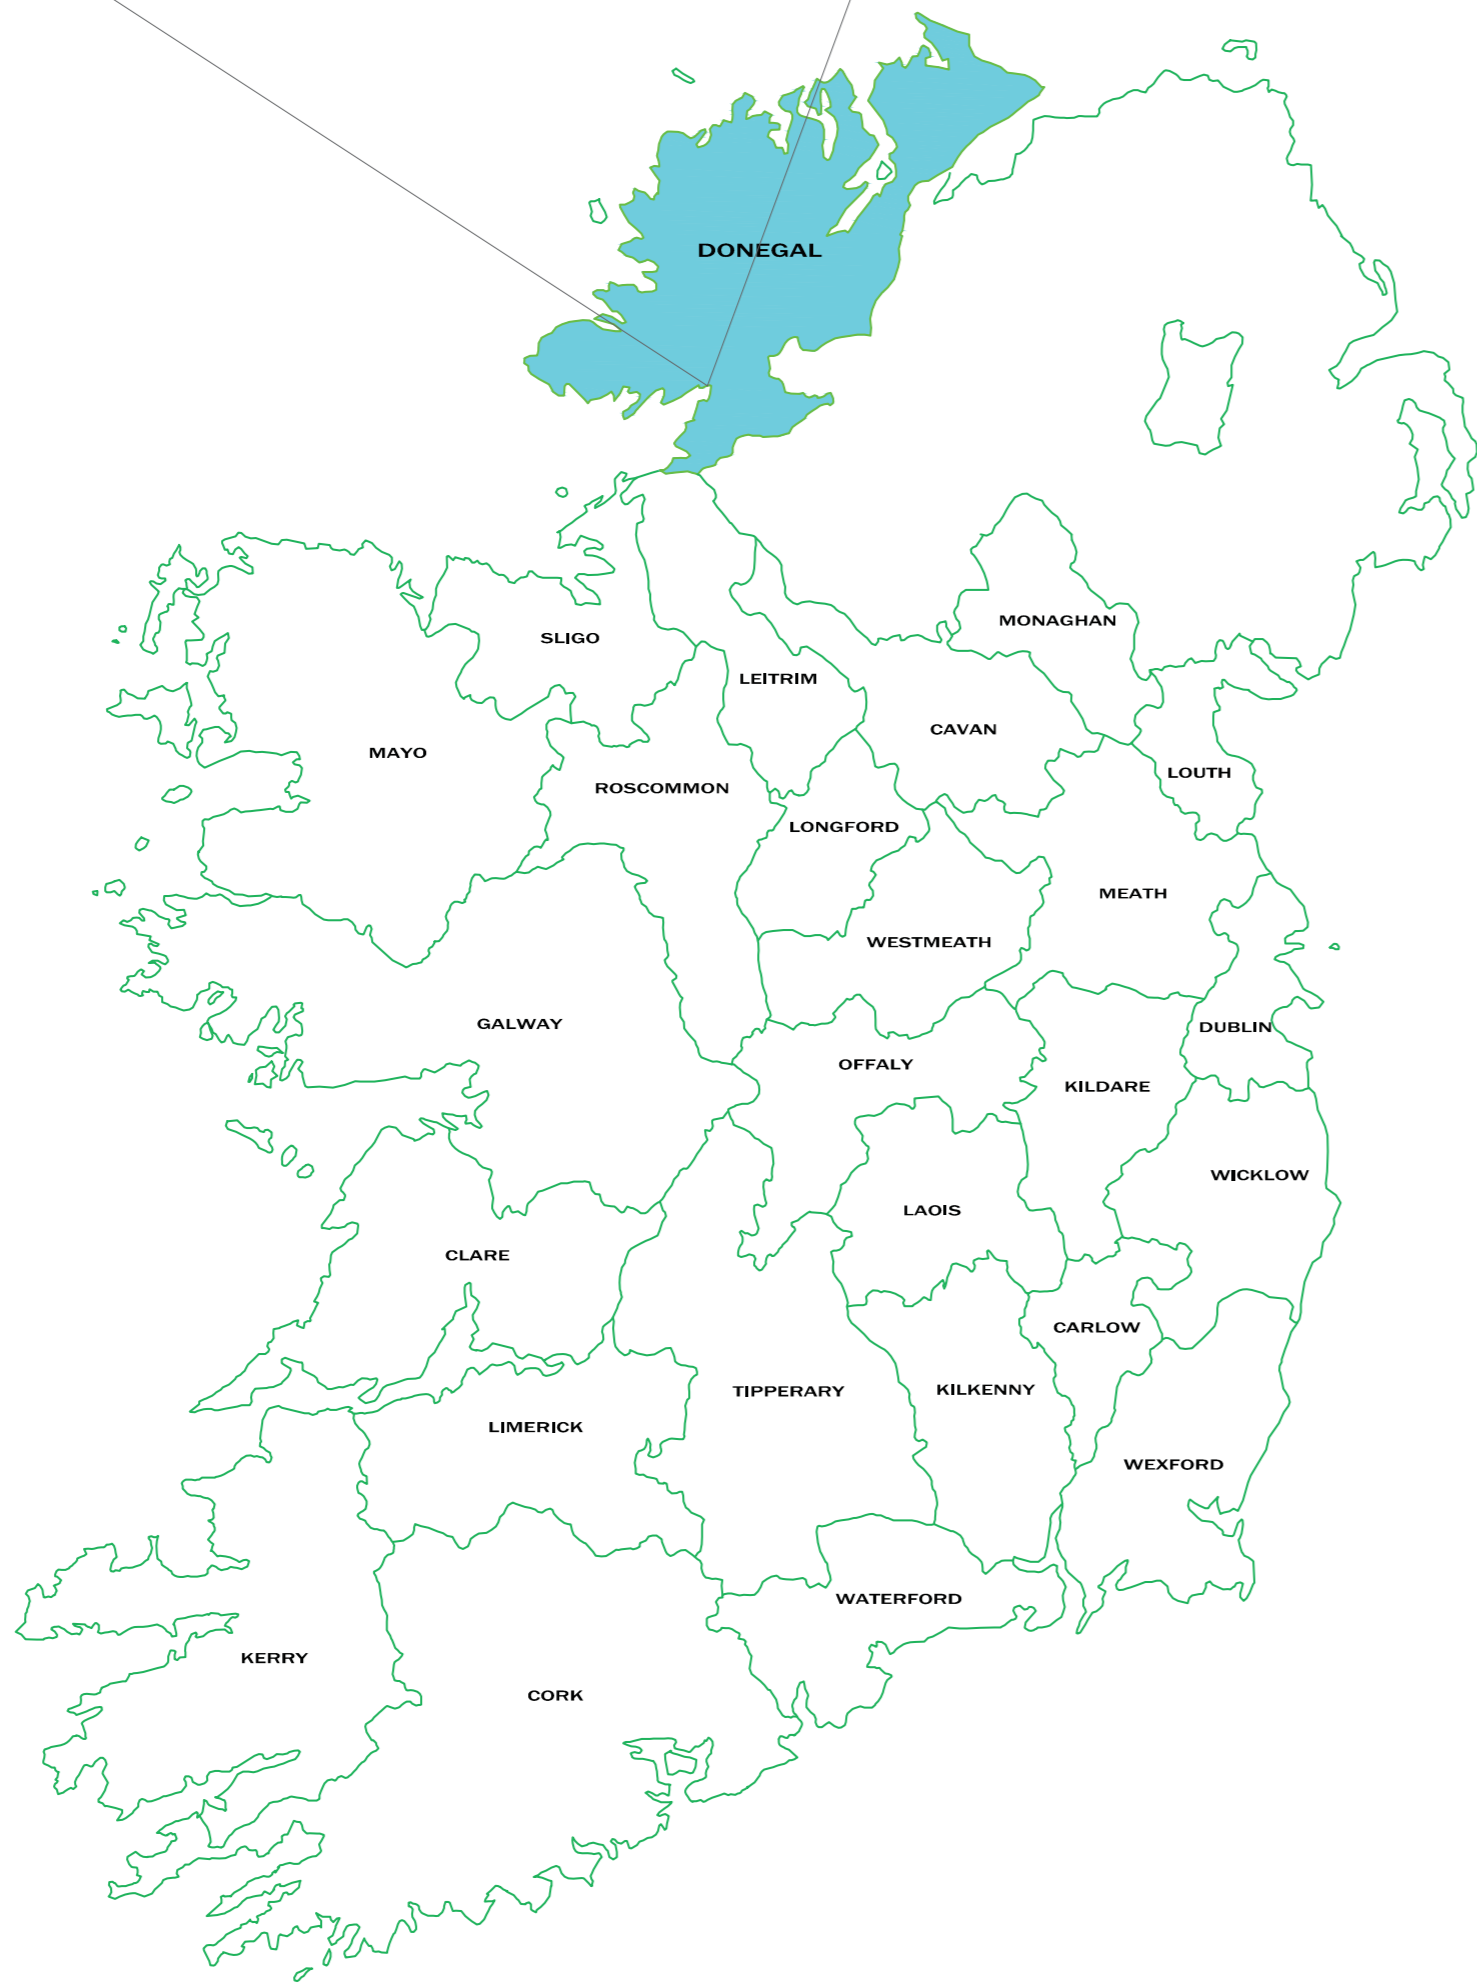 DONEGAL
MONAGHAN
SLIGO
LEITRIM
CAVAN
MAYO
LOUTH
ROSCOMMON
LONGFORD
MEATH
WESTMEATH
GALWAY
DUBLIN
OFFALY
KILDARE
WICKLOW
LAOIS
CLARE
CARLOW
TIPPERARY
KILKENNY
LIMERICK
WEXFORD
WATERFORD
KERRY
CORK